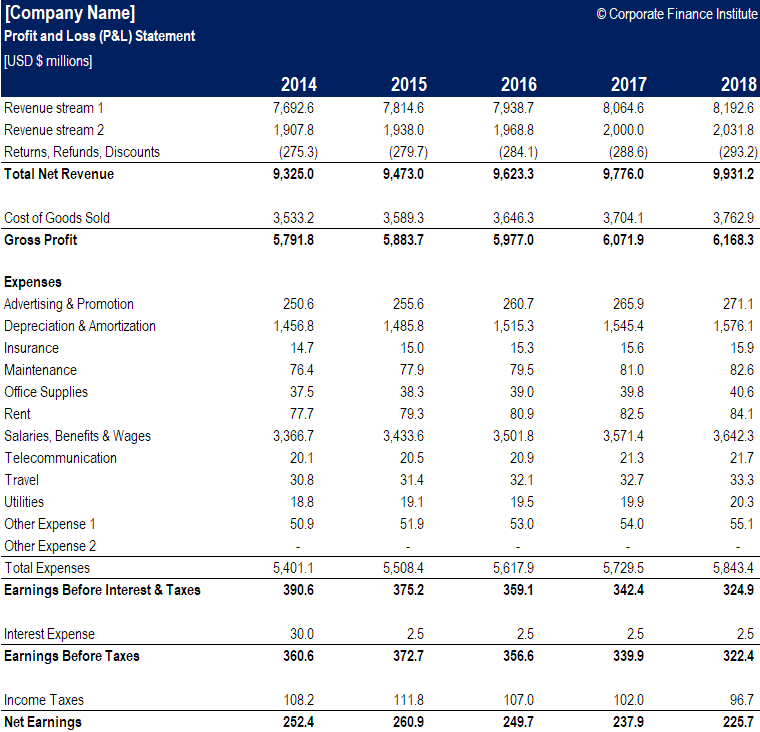 [Company Name] © Corporate Finance Institute
Profit and Loss (P&L) Statement
[USD $ millions]
2014 2015 2016 2017 2018
Revenue stream 1 7,692.6 7,814.6 7,938.7 8,064.6 8,192.6
Revenue stream 2 1,907.8 1,938.0 1,968.8 2,000.0 2,031.8
Returns, Refunds, Discounts (275.3) (279.7) (284.1) (288.6) (293.2)
Total Net Revenue 9,325.0 9,473.0 9,623.3 9,776.0 9,931.2
Cost of Goods Sold 3,533.2 3,589.3 3,646.3 3,704.1 3,762.9
Gross Profit 5,791.8 5,883.7 5,977.0 6,071.9 6,168.3
Expenses
Advertising & Promotion 250.6 255.6 260.7 265.9 271.1
Depreciation & Amortization 1,456.8 1,485.8 1,515.3 1,545.4 1,576.1
Insurance 14.7 15.0 15.3 15.6 15.9
Maintenance 76.4 77.9 79.5 81.0 82.6
Office Supplies 37.5 38.3 39.0 39.8 40.6
Rent 77.7 79.3 80.9 82.5 84.1
Salaries, Benefits & Wages 3,366.7 3,433.6 3,501.8 3,571.4 3,642.3
Telecommunication 20.1 20.5 20.9 21.3 21.7
Travel 30.8 31.4 32.1 32.7 33.3
Utilities 18.8 19.1 19.5 19.9 20.3
Other Expense 1 50.9 51.9 53.0 54.0 55.1
Other Expense 2 - - - - -
Total Expenses 5,401.1 5,508.4 5,617.9 5,729.5 5,843.4
Earnings Before Interest & Taxes 390.6 375.2 359.1 342.4 324.9
Interest Expense 30.0 2.5 2.5 2.5 2.5
Earnings Before Taxes 360.6 372.7 356.6 339.9 322.4
Income Taxes 108.2 111.8 107.0 102.0 96.7
Net Earnings 252.4 260.9 249.7 237.9 225.7